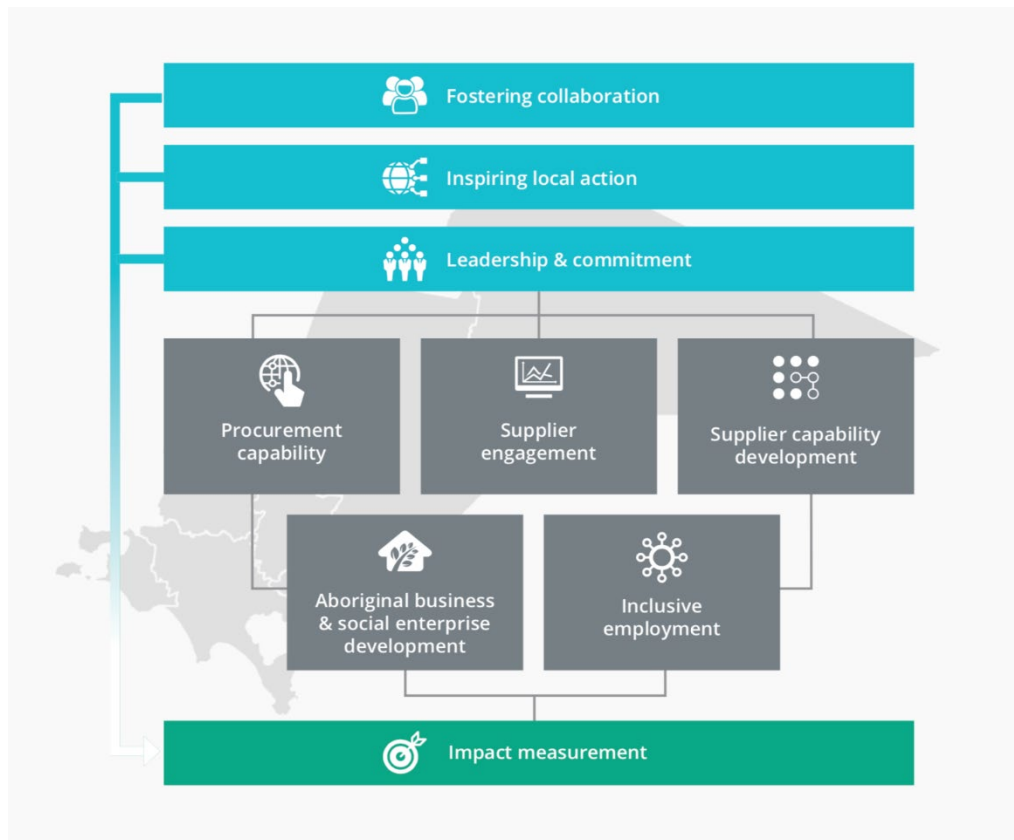 Fostering collaboration
Inspiring local action
Leadership & commitment
Procurement
capability
Supplier
engagement
Supplier capability
development
Aboriginal business
& social enterprise
development
Inclusive
employment
Impact measurement